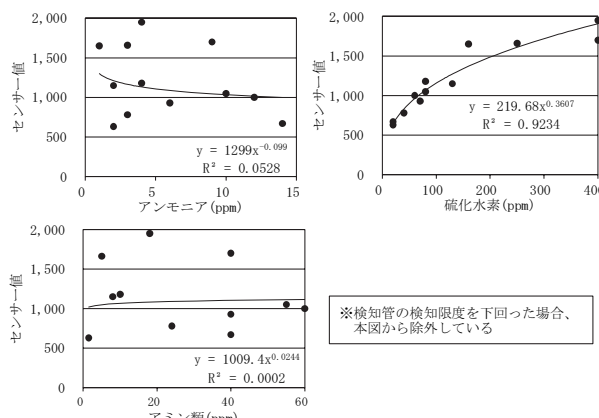 2,000
1,500
1,000
500
0
センサー値
0
5
10
15
アンモニア(ppm)
y = 1299x^-0.099
R² = 0.0528
2,000
1,500
1,000
500
0
センサー値
0
100
200
300
400
硫化水素(ppm)
y = 219.68x^0.3607
R² = 0.9234
2,000
1,500
1,000
500
0
センサー値
0
20
40
60
アミン類(ppm)
y = 1009.4x^0.0244
R² = 0.0002
※検知管の検知限度を下回った場合、
本図から除外している